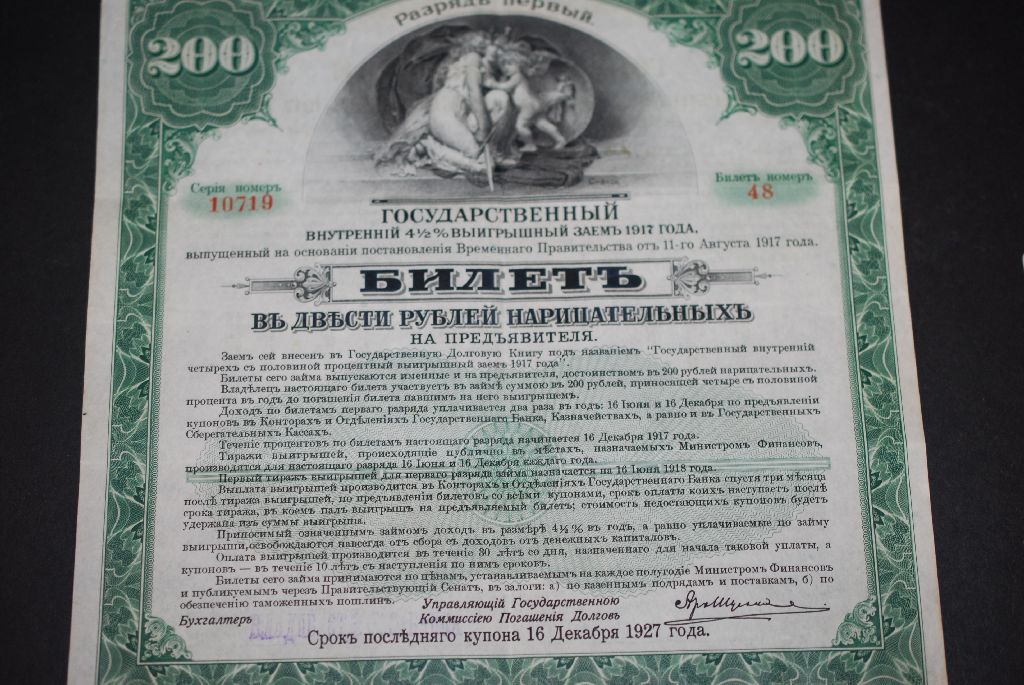 Разрядъ первый.
200
200
Серія номеръ
10719
Билетъ номеръ
48
ГОСУДАРСТВЕННЫЙ
ВНУТРЕННІЙ 4½% ВЫИГРЫШНЫЙ ЗАЕМЪ 1917 ГОДА,
выпущенный на основаніи постановленія Временнаго Правительства отъ 11-го Августа 1917 года.
БИЛЕТЪ
ВЪ ДВѢСТИ РУБЛЕЙ НАРИЦАТЕЛЬНЫХЪ
НА ПРЕДЪЯВИТЕЛЯ.
Заемъ сей внесенъ въ Государственную Долговую Книгу подъ названіемъ "Государственный внутренній
четырехъ съ половиной процентный выигрышный заемъ 1917 года".
Билеты сего займа выпускаются именные и на предъявителя, достоинствомъ въ 200 рублей нарицательныхъ.
Владѣлецъ настоящаго билета участвуетъ въ займѣ суммою въ 200 рублей, приносящей четыре съ половиной
процента въ годъ до погашенія билета павшимъ на него выигрышемъ.
Доходъ по билетамъ перваго разряда уплачивается два раза въ годъ: 16 Іюня и 16 Декабря по предъявленіи
купоновъ въ Конторахъ и Отдѣленіяхъ Государственнаго Банка, Казначействахъ, а равно и въ Государственныхъ
Сберегательныхъ Кассахъ.
Теченіе процентовъ по билетамъ настоящаго разряда начинается 16 Декабря 1917 года.
Тиражи выигрышей, происходящіе публично въ мѣстахъ, назначаемыхъ Министромъ Финансовъ,
производятся для настоящаго разряда 16 Іюня и 16 Декабря каждаго года.
Первый тиражъ выигрышей для перваго разряда займа назначается на 16 Іюня 1918 года.
Выплата выигрышей производится въ Конторахъ и Отдѣленіяхъ Государственнаго Банка спустя три мѣсяца
послѣ тиража выигрышей, по предъявленіи билетовъ со всѣми купонами, срокъ оплаты коихъ наступаетъ послѣ
срока тиража, въ коемъ палъ выигрышъ на предъявляемый билетъ; стоимость недостающихъ купоновъ будетъ
удержана изъ суммы выигрыша.
Приносимый означеннымъ займомъ доходъ въ размѣрѣ 4½% въ годъ, а равно уплачиваемые по займу
выигрыши, освобождаются навсегда отъ сбора съ доходовъ отъ денежныхъ капиталовъ.
Оплата выигрышей производится въ теченіе 30 лѣтъ со дня, назначеннаго для начала таковой уплаты, а
купоновъ — въ теченіе 10 лѣтъ съ наступленія по нимъ сроковъ.
Билеты сего займа принимаются по цѣнамъ, устанавливаемымъ на каждое полугодіе Министромъ Финансовъ
и публикуемымъ чрезъ Правительствующій Сенатъ, въ залоги: а) по казеннымъ подрядамъ и поставкамъ, б) по
обезпеченію таможенныхъ пошлинъ.
Управляющій Государственною
Бухгалтеръ
Коммиссіею Погашенія Долговъ
Срокъ послѣдняго купона 16 Декабря 1927 года.